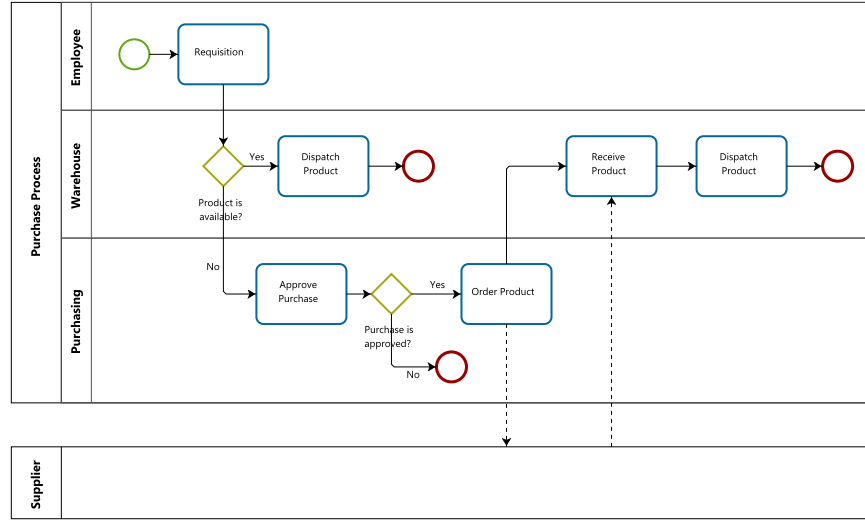 Purchase Process
Employee
Requisition
Warehouse
Yes
Dispatch
Product
Product is
available?
Receive
Product
Dispatch
Product
Purchasing
No
Approve
Purchase
Yes
Order Product
Purchase is
approved?
No
Supplier